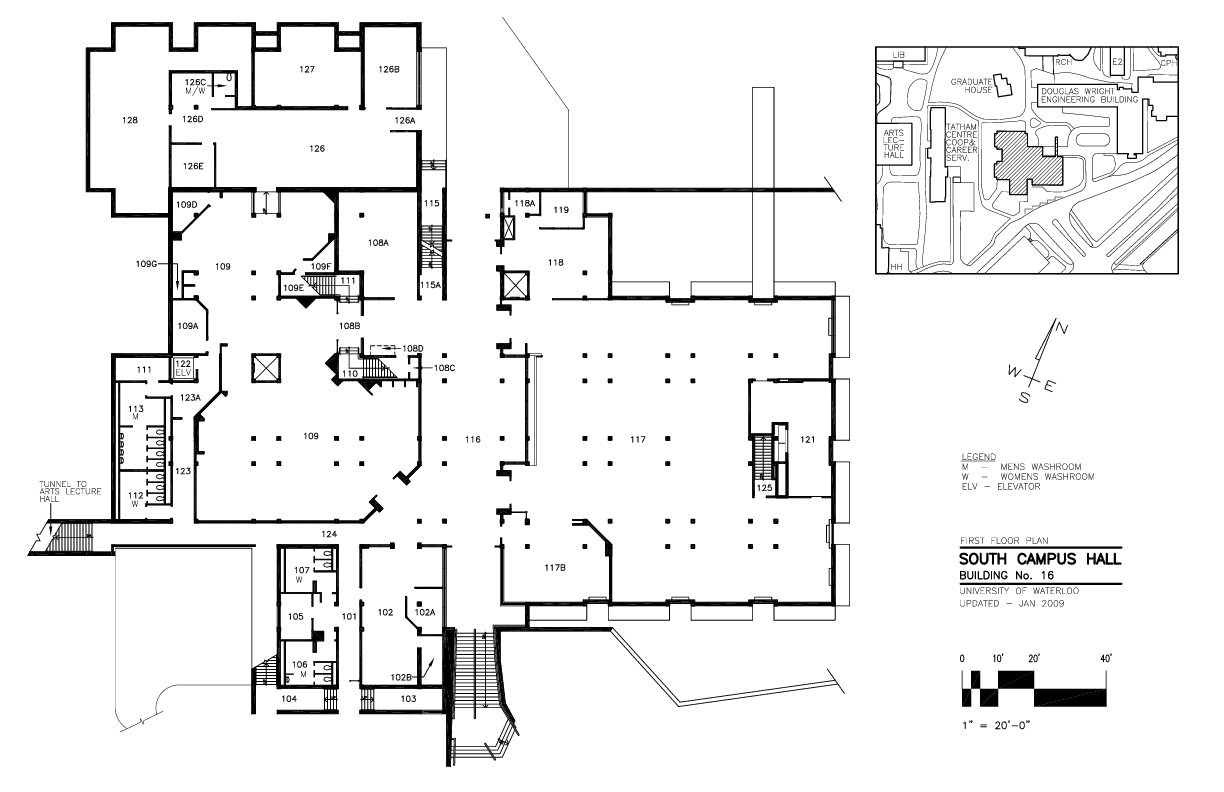 128
126C
M/W
127
126B
126D
126A
126
126E
109D
115
118A
119
109
108A
109G
109F
118
109E
111
115A
109A
108B
108D
111
122
ELV
110
108C
123A
113
M
109
116
117
121
123
112
W
125
TUNNEL TO
ARTS LECTURE
HALL
124
107
W
117B
105
101
102
102A
106
M
102B
104
103
LIB
RCH
E2
CPH
GRADUATE
HOUSE
DOUGLAS WRIGHT
ENGINEERING BUILDING
ARTS
LEC-
TURE
HALL
TATHAM
CENTRE
COOP&
CAREER
SERV.
HH
N
W
E
S
LEGEND
M – MENS WASHROOM
W – WOMENS WASHROOM
ELV – ELEVATOR
FIRST FLOOR PLAN
SOUTH CAMPUS HALL
BUILDING No. 16
UNIVERSITY OF WATERLOO
UPDATED – JAN 2009
0 10' 20' 40'
1" = 20'-0"